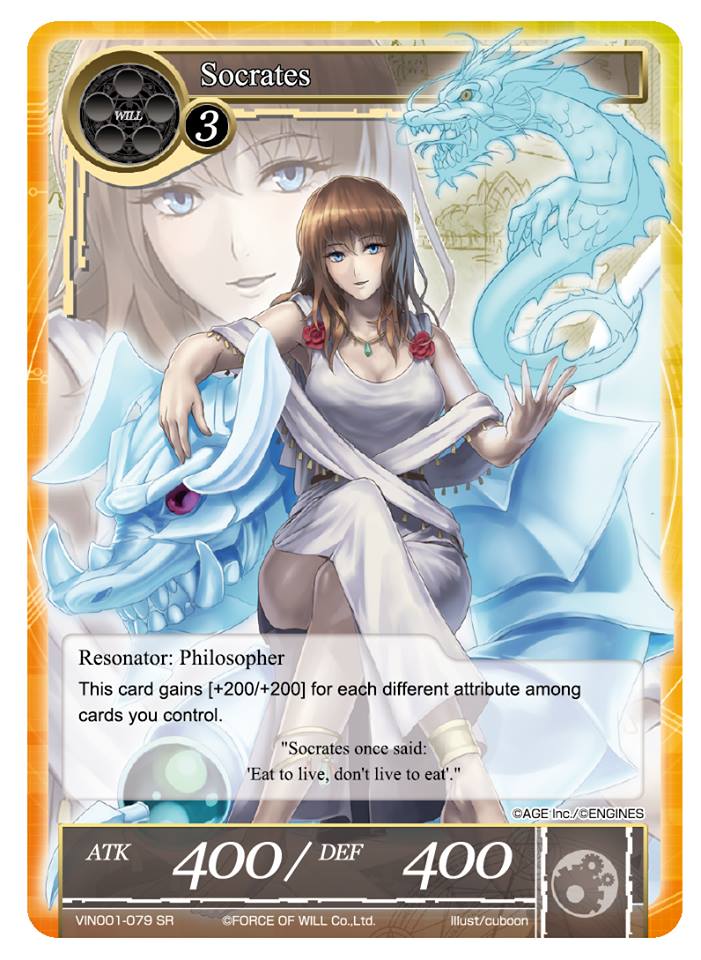 Socrates
WILL
3
Resonator: Philosopher
This card gains [+200/+200] for each different attribute among
cards you control.
"Socrates once said:
'Eat to live, don't live to eat'."
©AGE Inc./©ENGINES
ATK 400 / DEF 400
VIN001-079 SR ©FORCE OF WILL Co.,Ltd. Illust/cuboon